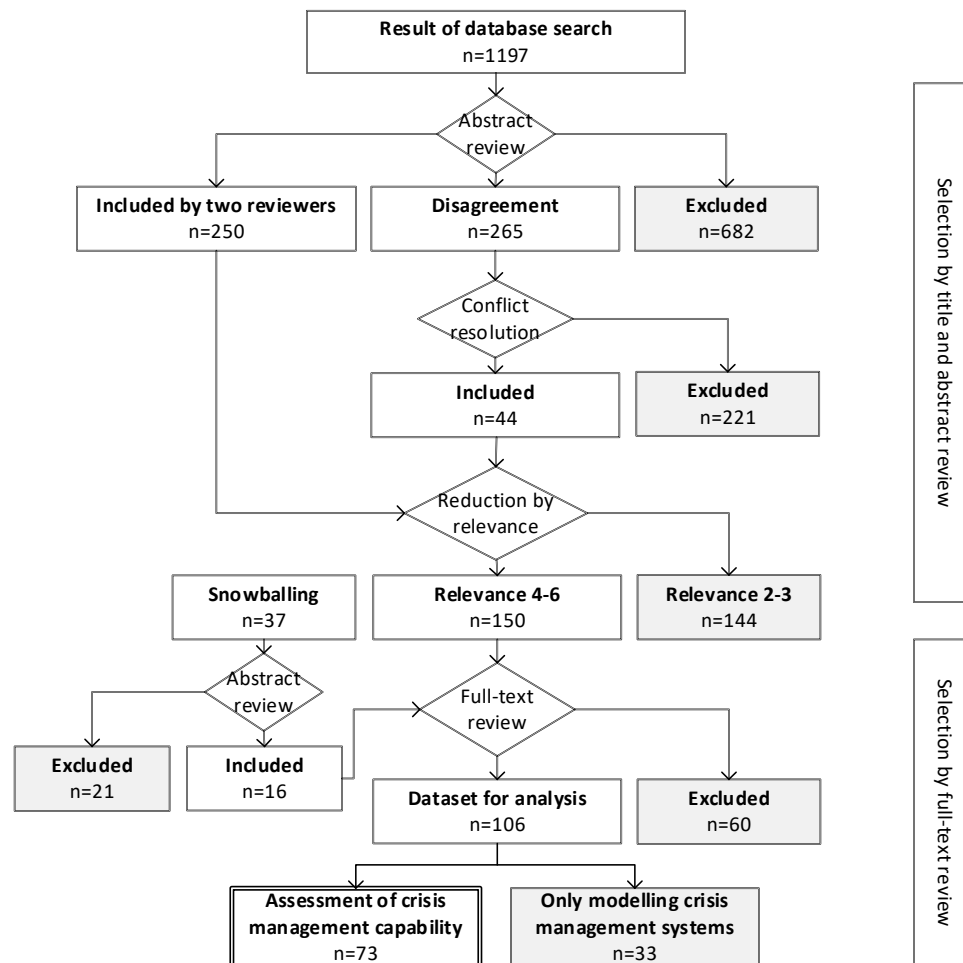 Result of database search
n=1197
Abstract
review
Included by two reviewers
n=250
Disagreement
n=265
Excluded
n=682
Conflict
resolution
Included
n=44
Excluded
n=221
Reduction by
relevance
Snowballing
n=37
Relevance 4-6
n=150
Relevance 2-3
n=144
Abstract
review
Full-text
review
Excluded
n=21
Included
n=16
Dataset for analysis
n=106
Excluded
n=60
Assessment of crisis
management capability
n=73
Only modelling crisis
management systems
n=33
Selection by title and abstract review
Selection by full-text review